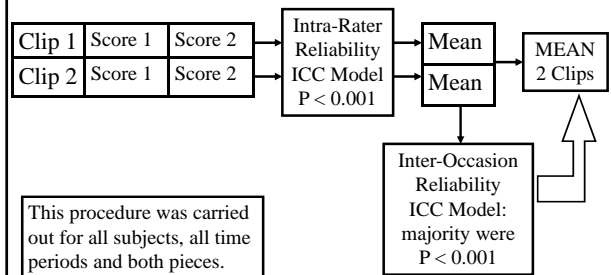 Clip 1 Score 1 Score 2
Clip 2 Score 1 Score 2
Intra-Rater
Reliability
ICC Model
P < 0.001
Mean
Mean
MEAN
2 Clips
Inter-Occasion
Reliability
ICC Model:
majority were
P < 0.001
This procedure was carried
out for all subjects, all time
periods and both pieces.